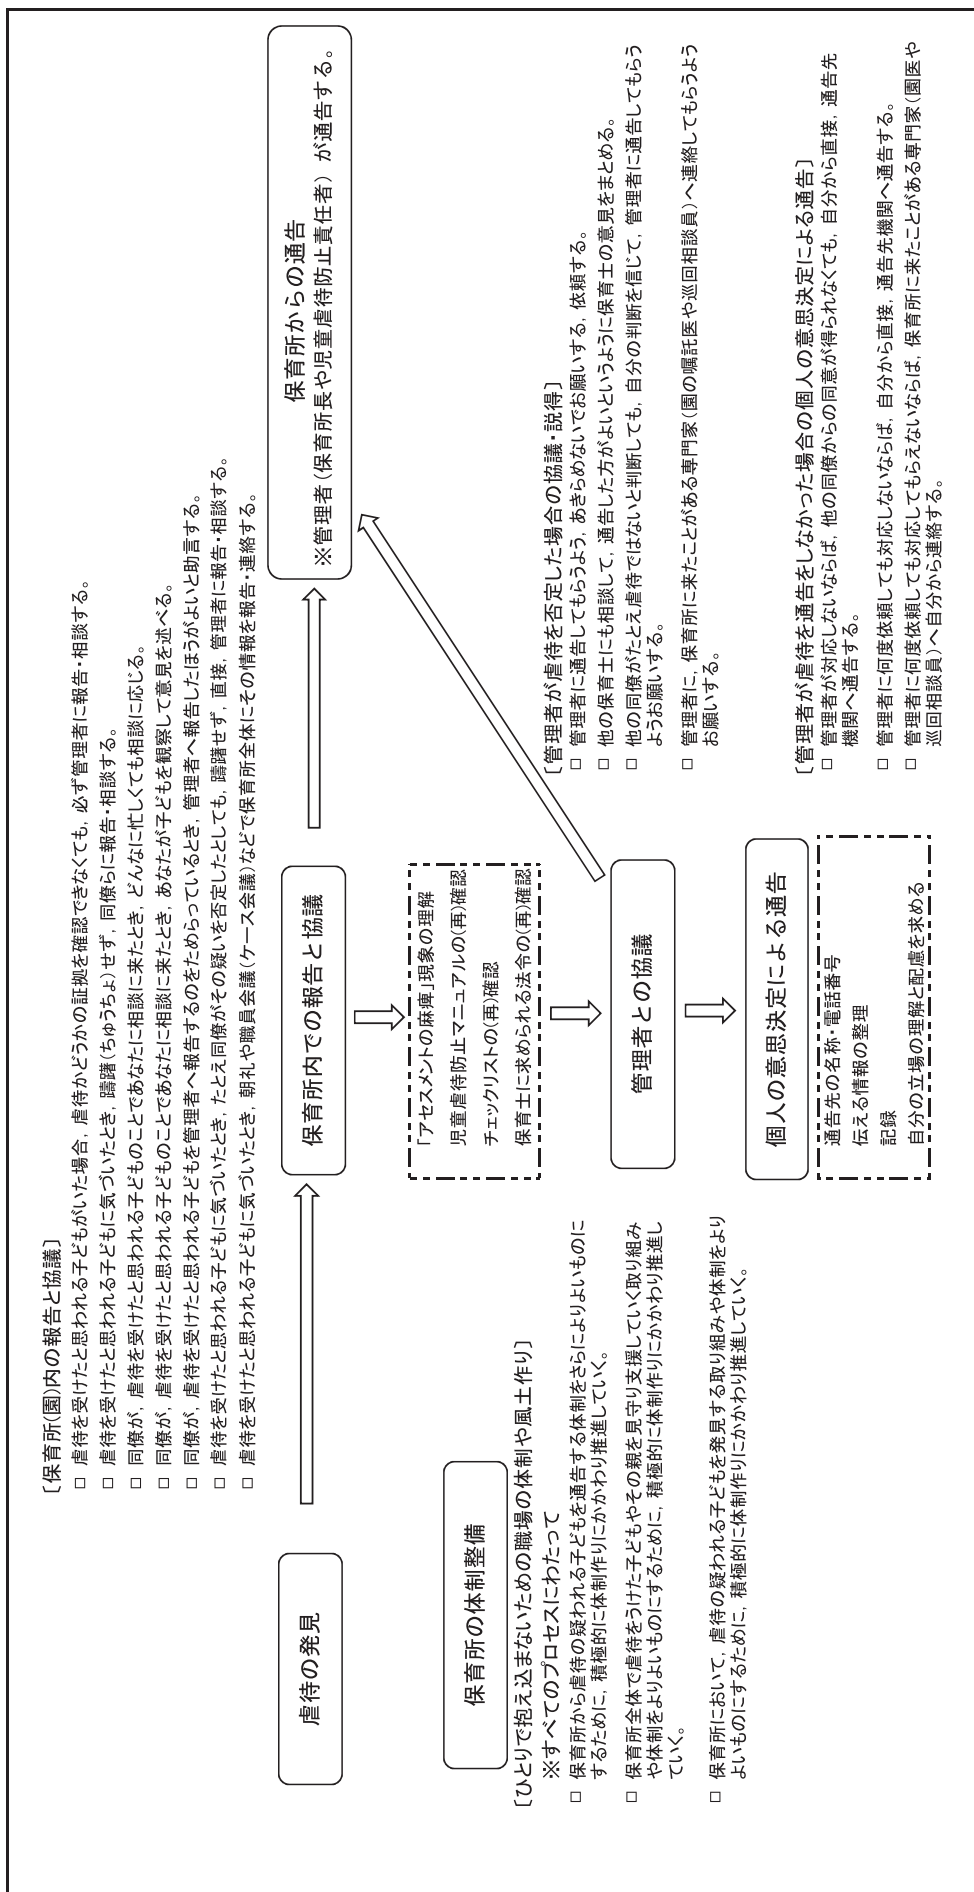 ［保育所(園)内の報告と協議］
□ 虐待を受けたと思われる子どもがいた場合，虐待かどうかの証拠を確認できなくても，必ず管理者に報告・相談する。
□ 虐待を受けたと思われる子どもに気づいたとき，躊躇(ちゅうちょ)せず，同僚らに報告・相談する。
□ 同僚が，虐待を受けたと思われる子どものことであなたに相談に来たとき，どんなに忙しくても相談に応じる。
□ 同僚が，虐待を受けたと思われる子どものことであなたに相談に来たとき，あなたが子どもを観察して意見を述べる。
□ 同僚が，虐待を受けたと思われる子どもを管理者へ報告するのをためらっているとき，管理者へ報告したほうがよいと助言する。
□ 虐待を受けたと思われる子どもに気づいたとき，たとえ同僚がその疑いを否定したとしても，躊躇せず，直接，管理者に報告・相談する。
□ 虐待を受けたと思われる子どもに気づいたとき，朝礼や職員会議(ケース会議)などで保育所全体にその情報を報告・連絡する。
虐待の発見
保育所内での報告と協議
保育所からの通告
※管理者(保育所長や児童虐待防止責任者) が通告する。
「アセスメントの麻痺」現象の理解
児童虐待防止マニュアルの(再)確認
チェックリストの(再)確認
保育士に求められる法令の(再)確認
管理者との協議
個人の意思決定による通告
通告先の名称・電話番号
伝える情報の整理
記録
自分の立場の理解と配慮を求める
保育所の体制整備
［ひとりで抱え込まないための職場の体制や風土作り］
※すべてのプロセスにわたって
□ 保育所から虐待の疑われる子どもを通告する体制をさらによりよいものに
するために，積極的に体制作りにかかわり推進していく。
□ 保育所全体で虐待をうけた子どもやその親を見守り支援していく取り組み
や体制をよりよいものにするために，積極的に体制作りにかかわり推進し
ていく。
□ 保育所において，虐待の疑われる子どもを発見する取り組みや体制をより
よいものにするために，積極的に体制作りにかかわり推進していく。
［管理者が虐待を否定した場合の協議・説得］
□ 管理者に通告してもらうよう，あきらめないでお願いする，依頼する。
□ 他の保育士にも相談して，通告した方がよいというように保育士の意見をまとめる。
□ 他の同僚がたとえ虐待ではないと判断しても，自分の判断を信じて，管理者に通告してもらう
ようお願いする。
□ 管理者に，保育所に来たことがある専門家(園の嘱託医や巡回相談員)へ連絡してもらうよう
お願いする。
［管理者が虐待を通告をしなかった場合の個人の意思決定による通告］
□ 管理者が対応しないならば，他の同僚からの同意が得られなくても，自分から直接，通告先
機関へ通告する。
□ 管理者に何度依頼しても対応しないならば，自分から直接，通告先機関へ通告する。
□ 管理者に何度依頼しても対応してもらえないならば，保育所に来たことがある専門家(園医や
巡回相談員)へ自分から連絡する。